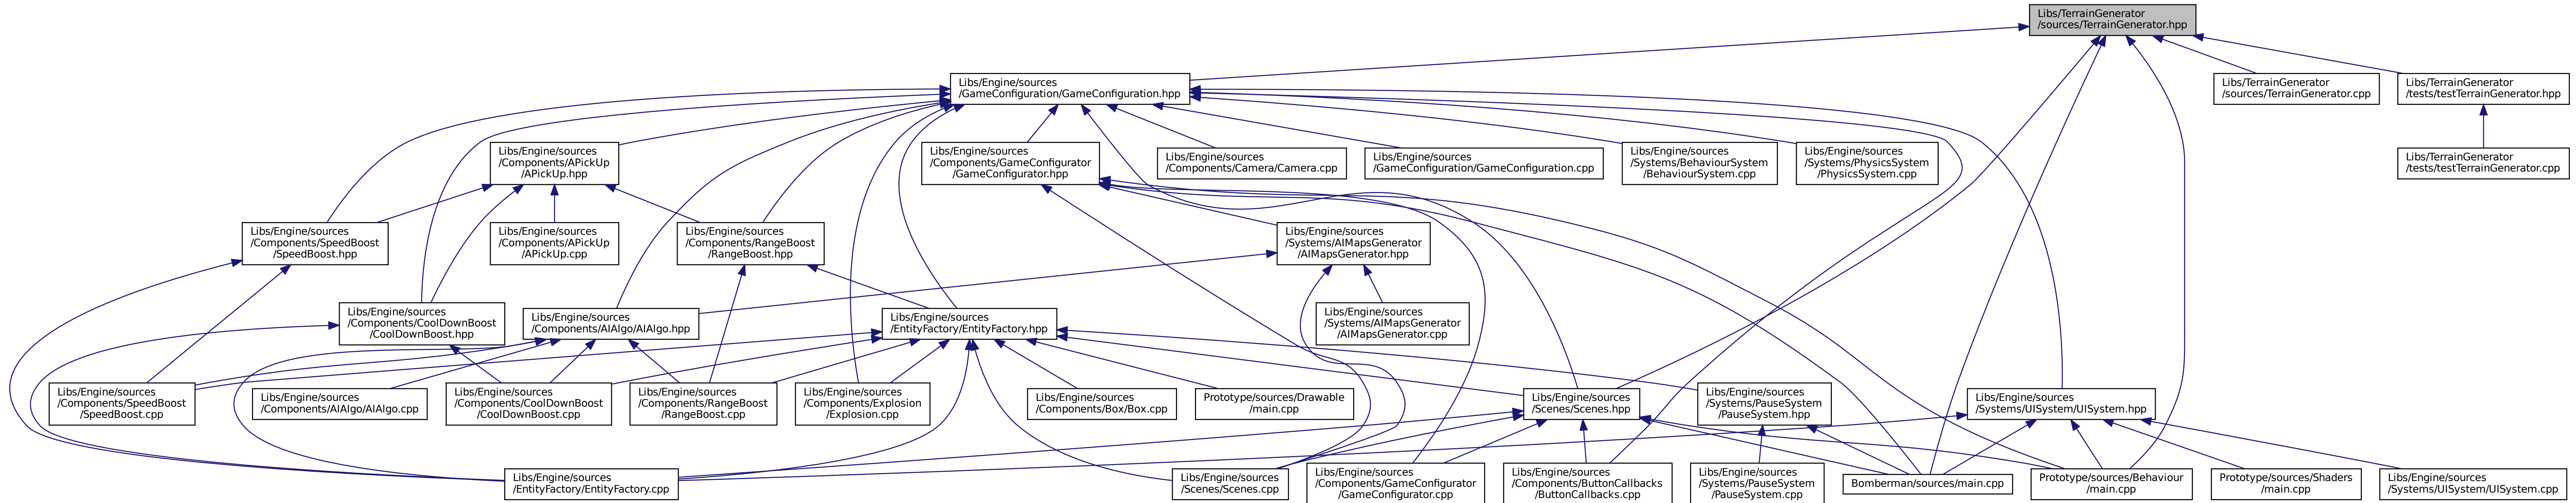 Libs/TerrainGenerator
/sources/TerrainGenerator.hpp
Libs/Engine/sources
/GameConfiguration/GameConfiguration.hpp
Libs/TerrainGenerator
/sources/TerrainGenerator.cpp
Libs/TerrainGenerator
/tests/testTerrainGenerator.hpp
Libs/Engine/sources
/Components/APickUp
/APickUp.hpp
Libs/Engine/sources
/Components/GameConfigurator
/GameConfigurator.hpp
Libs/Engine/sources
/Components/Camera/Camera.cpp
Libs/Engine/sources
/GameConfiguration/GameConfiguration.cpp
Libs/Engine/sources
/Systems/BehaviourSystem
/BehaviourSystem.cpp
Libs/Engine/sources
/Systems/PhysicsSystem
/PhysicsSystem.cpp
Libs/TerrainGenerator
/tests/testTerrainGenerator.cpp
Libs/Engine/sources
/Components/SpeedBoost
/SpeedBoost.hpp
Libs/Engine/sources
/Components/APickUp
/APickUp.cpp
Libs/Engine/sources
/Components/RangeBoost
/RangeBoost.hpp
Libs/Engine/sources
/Systems/AIMapsGenerator
/AIMapsGenerator.hpp
Libs/Engine/sources
/Components/CoolDownBoost
/CoolDownBoost.hpp
Libs/Engine/sources
/Components/AIAlgo/AIAlgo.hpp
Libs/Engine/sources
/EntityFactory/EntityFactory.hpp
Libs/Engine/sources
/Systems/AIMapsGenerator
/AIMapsGenerator.cpp
Libs/Engine/sources
/Components/SpeedBoost
/SpeedBoost.cpp
Libs/Engine/sources
/Components/AIAlgo/AIAlgo.cpp
Libs/Engine/sources
/Components/CoolDownBoost
/CoolDownBoost.cpp
Libs/Engine/sources
/Components/RangeBoost
/RangeBoost.cpp
Libs/Engine/sources
/Components/Explosion
/Explosion.cpp
Libs/Engine/sources
/Components/Box/Box.cpp
Prototype/sources/Drawable
/main.cpp
Libs/Engine/sources
/Scenes/Scenes.hpp
Libs/Engine/sources
/Systems/PauseSystem
/PauseSystem.hpp
Libs/Engine/sources
/Systems/UISystem/UISystem.hpp
Libs/Engine/sources
/EntityFactory/EntityFactory.cpp
Libs/Engine/sources
/Scenes/Scenes.cpp
Libs/Engine/sources
/Components/GameConfigurator
/GameConfigurator.cpp
Libs/Engine/sources
/Components/ButtonCallbacks
/ButtonCallbacks.cpp
Libs/Engine/sources
/Systems/PauseSystem
/PauseSystem.cpp
Bomberman/sources/main.cpp
Prototype/sources/Behaviour
/main.cpp
Prototype/sources/Shaders
/main.cpp
Libs/Engine/sources
/Systems/UISystem/UISystem.cpp